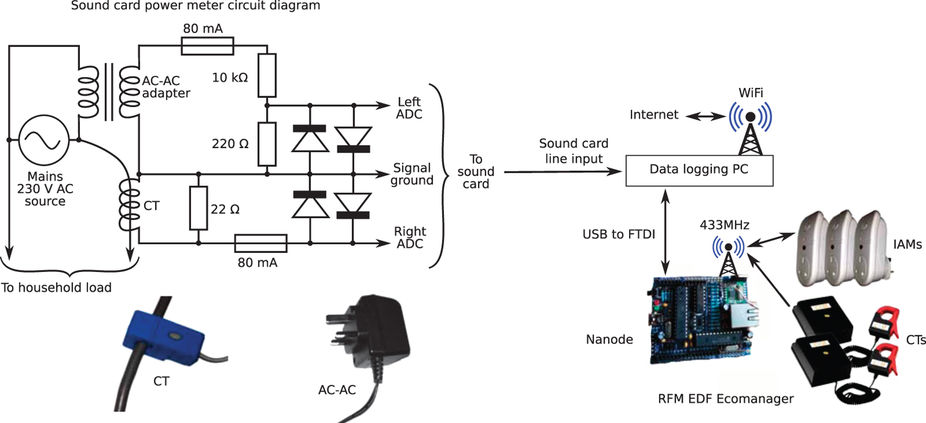 Sound card power meter circuit diagram
80 mA
10 kΩ
AC-AC
adapter
220 Ω
Mains
230 V AC
source
CT
22 Ω
80 mA
Left
ADC
Signal
ground
Right
ADC
To
sound
card
To household load
CT
AC-AC
Sound card
line input
Internet
WiFi
Data logging PC
USB to FTDI
433MHz
IAMs
Nanode
CTs
RFM EDF Ecomanager